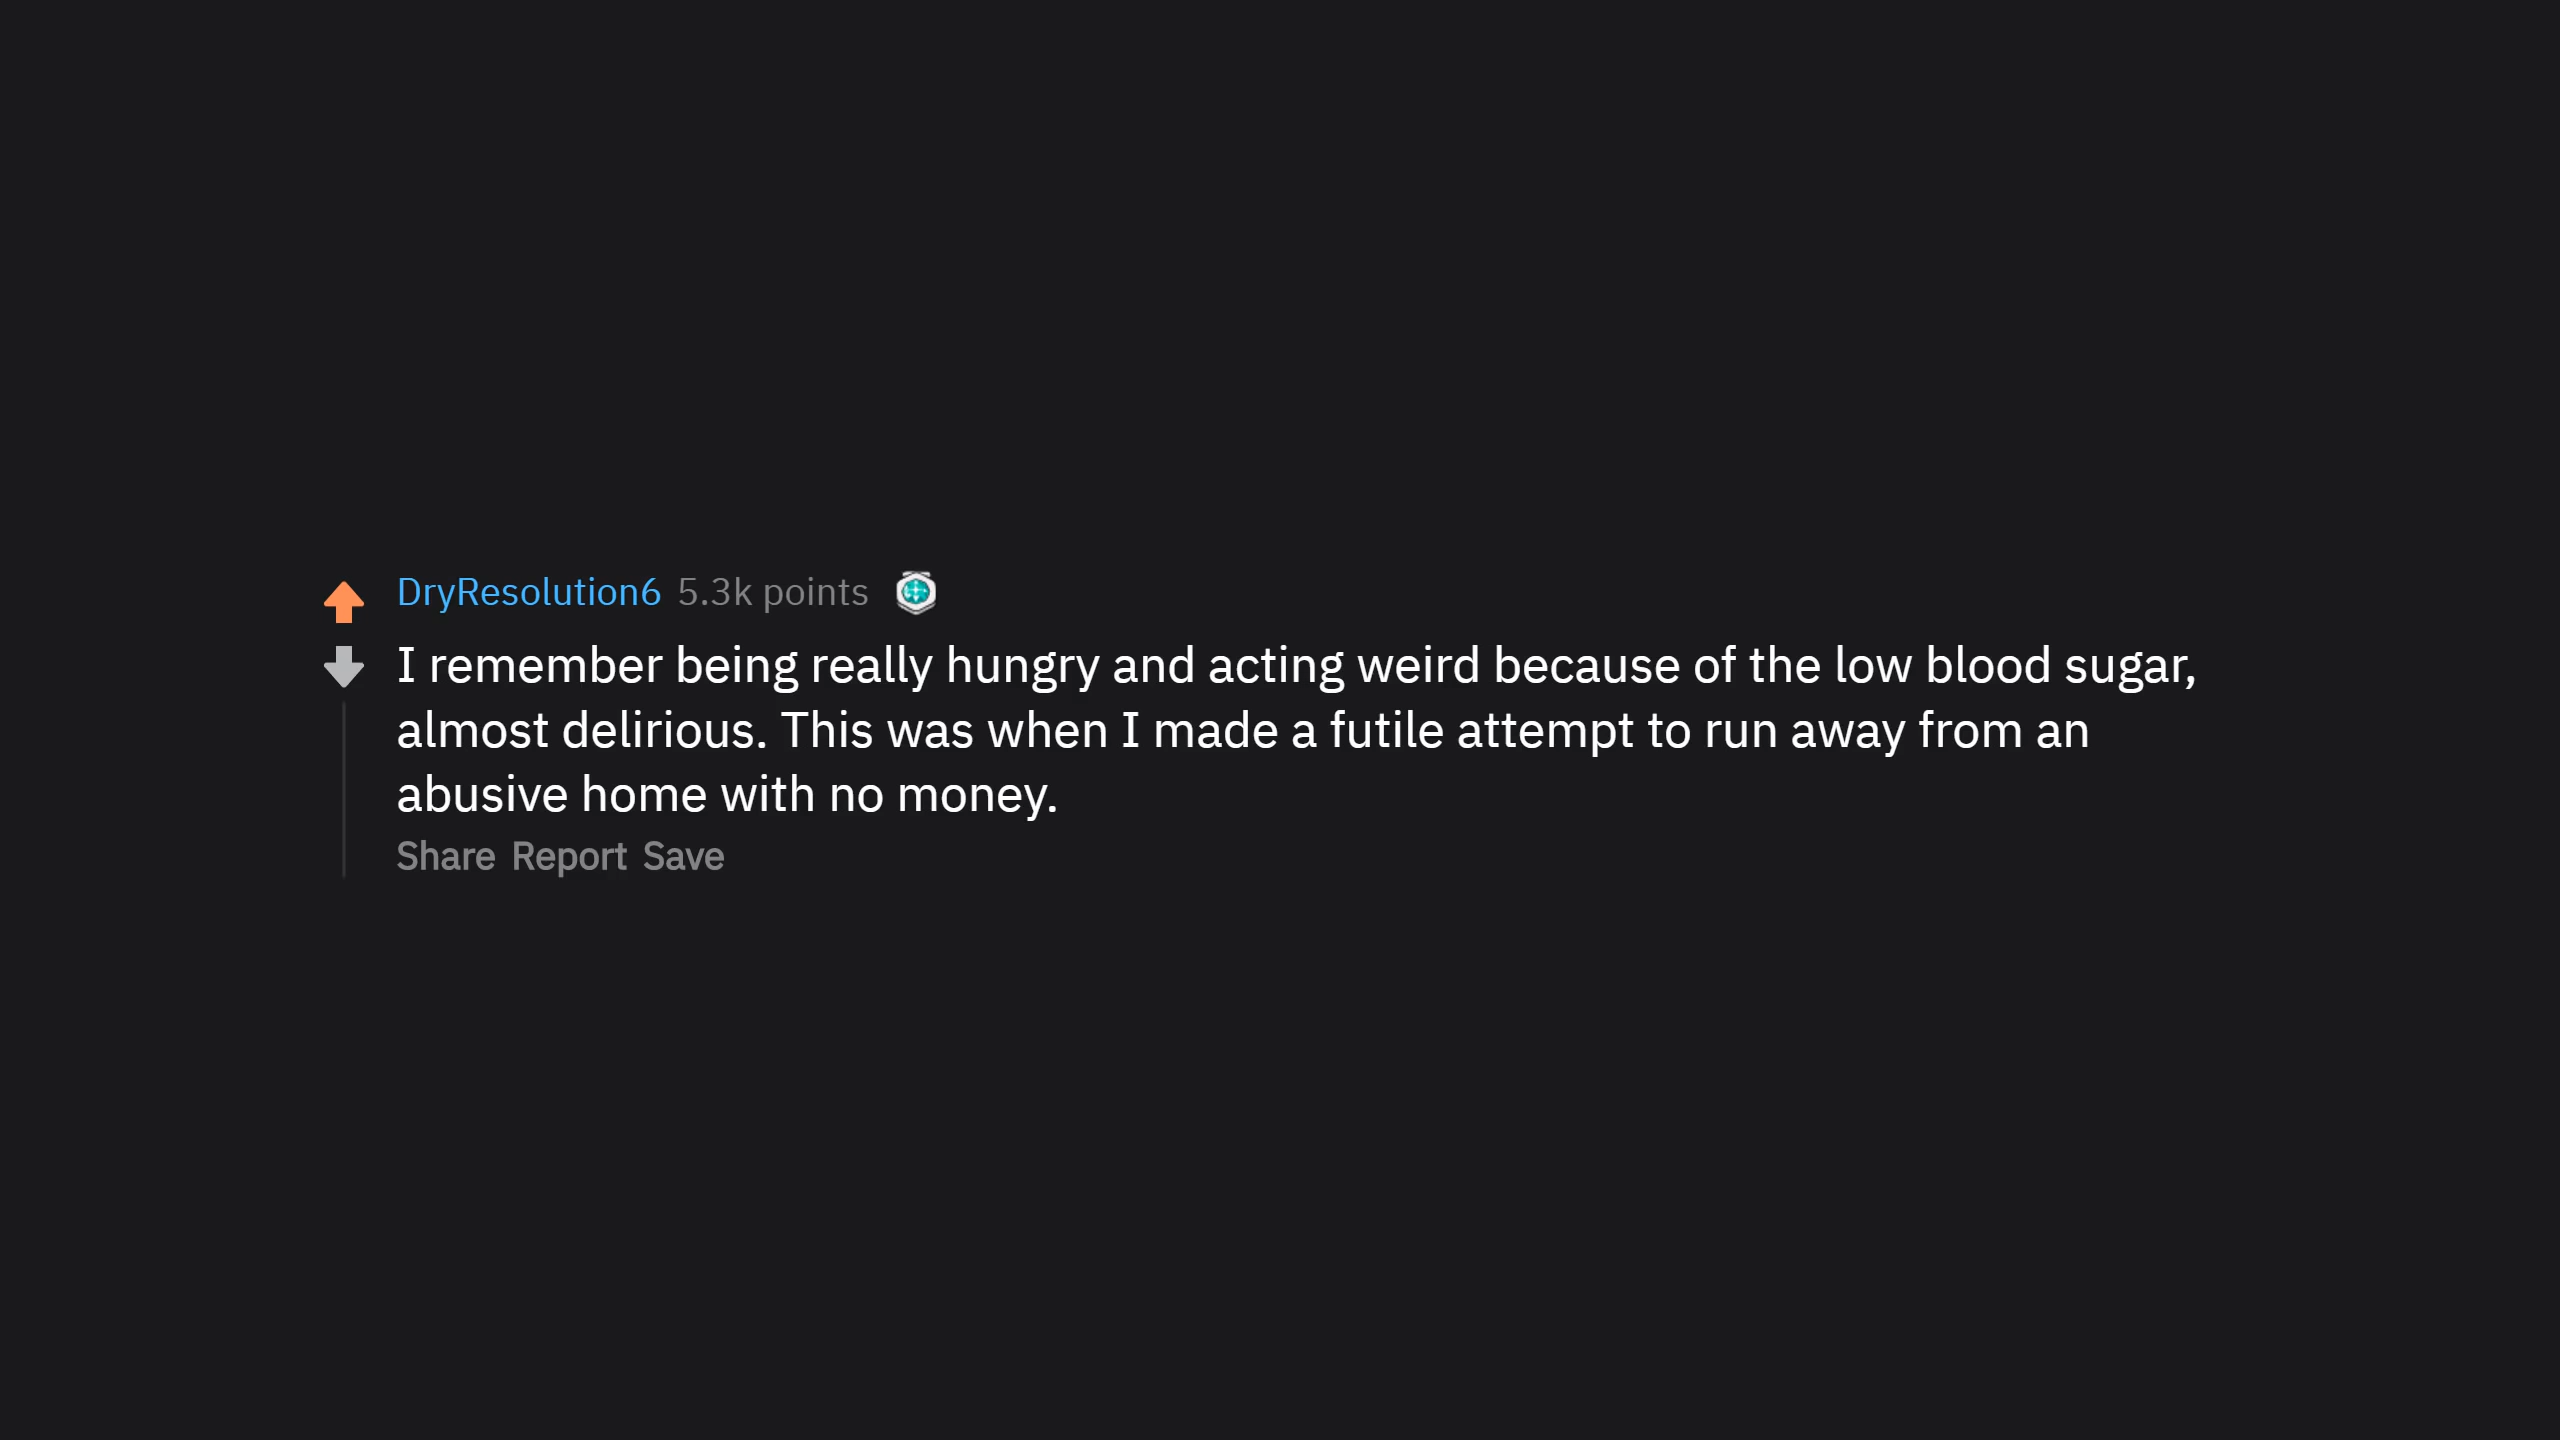 DryResolution6 5.3k points
I remember being really hungry and acting weird because of the low blood sugar,
almost delirious. This was when I made a futile attempt to run away from an
abusive home with no money.
Share Report Save